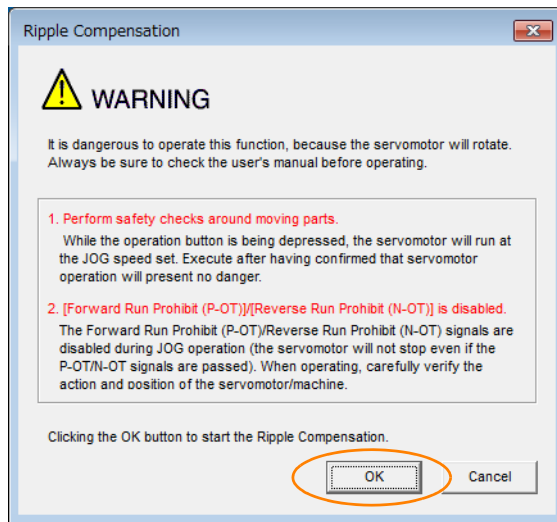 Ripple Compensation
WARNING
It is dangerous to operate this function, because the servomotor will rotate.
Always be sure to check the user's manual before operating.
1. Perform safety checks around moving parts.
While the operation button is being depressed, the servomotor will run at
the JOG speed set. Execute after having confirmed that servomotor
operation will present no danger.
2. [Forward Run Prohibit (P-OT)]/[Reverse Run Prohibit (N-OT)] is disabled.
The Forward Run Prohibit (P-OT)/Reverse Run Prohibit (N-OT) signals are
disabled during JOG operation (the servomotor will not stop even if the
P-OT/N-OT signals are passed). When operating, carefully verify the
action and position of the servomotor/machine.
Clicking the OK button to start the Ripple Compensation.
OK
Cancel